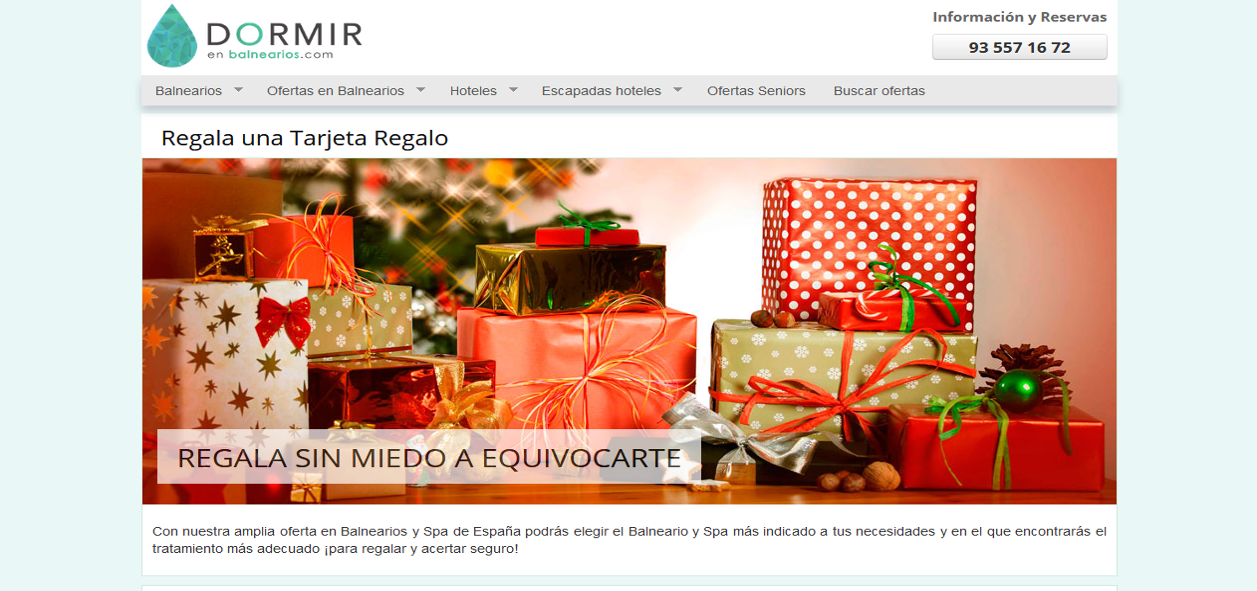 DORMIR
en balnearios.com
Información y Reservas
93 557 16 72
Balnearios
Ofertas en Balnearios
Hoteles
Escapadas hoteles
Ofertas Seniors
Buscar ofertas
Regala una Tarjeta Regalo
REGALA SIN MIEDO A EQUIVOCARTE
Con nuestra amplia oferta en Balnearios y Spa de España podrás elegir el Balneario y Spa más indicado a tus necesidades y en el que encontrarás el
tratamiento más adecuado ¡para regalar y acertar seguro!